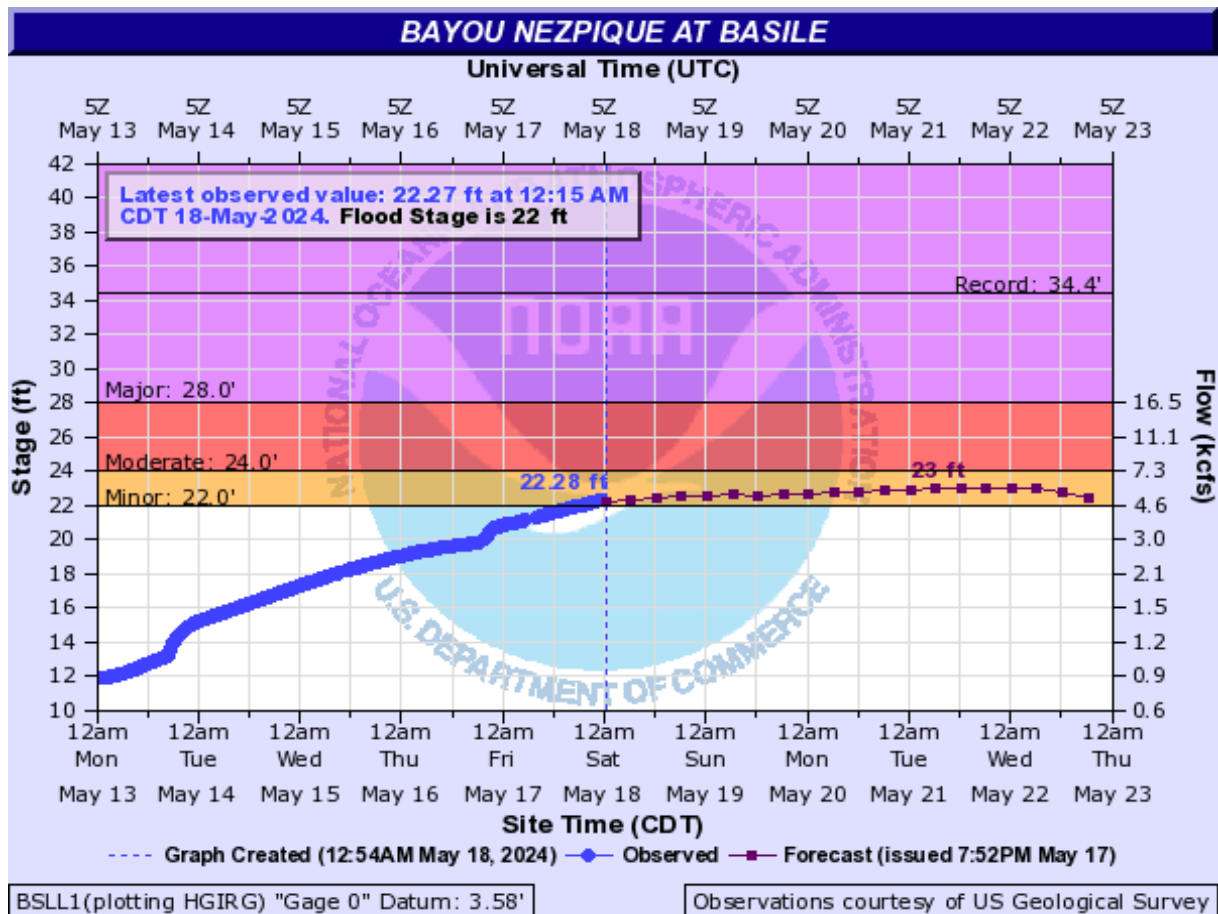 BAYOU NEZPIQUE AT BASILE
Universal Time (UTC)
5Z 5Z 5Z 5Z 5Z 5Z 5Z 5Z 5Z 5Z 5Z
May 13 May 14 May 15 May 16 May 17 May 18 May 19 May 20 May 21 May 22 May 23
Latest observed value: 22.27 ft at 12:15 AM
CDT 18-May-2024. Flood Stage is 22 ft
NATIONAL OCEANIC AND ATMOSPHERIC ADMINISTRATION
NOAA
U.S. DEPARTMENT OF COMMERCE
Record: 34.4'
Major: 28.0'
Moderate: 24.0'
Minor: 22.0'
22.28 ft
23 ft
Stage (ft)
42
40
38
36
34
32
30
28
26
24
22
20
18
16
14
12
10
Flow (kcfs)
16.5
11.1
7.3
4.6
3.0
2.1
1.5
1.2
0.9
0.6
12am 12am 12am 12am 12am 12am 12am 12am 12am 12am 12am
Mon Tue Wed Thu Fri Sat Sun Mon Tue Wed Thu
May 13 May 14 May 15 May 16 May 17 May 18 May 19 May 20 May 21 May 22 May 23
Site Time (CDT)
Graph Created (12:54AM May 18, 2024) Observed Forecast (issued 7:52PM May 17)
BSLL1(plotting HGIRG) "Gage 0" Datum: 3.58'
Observations courtesy of US Geological Survey